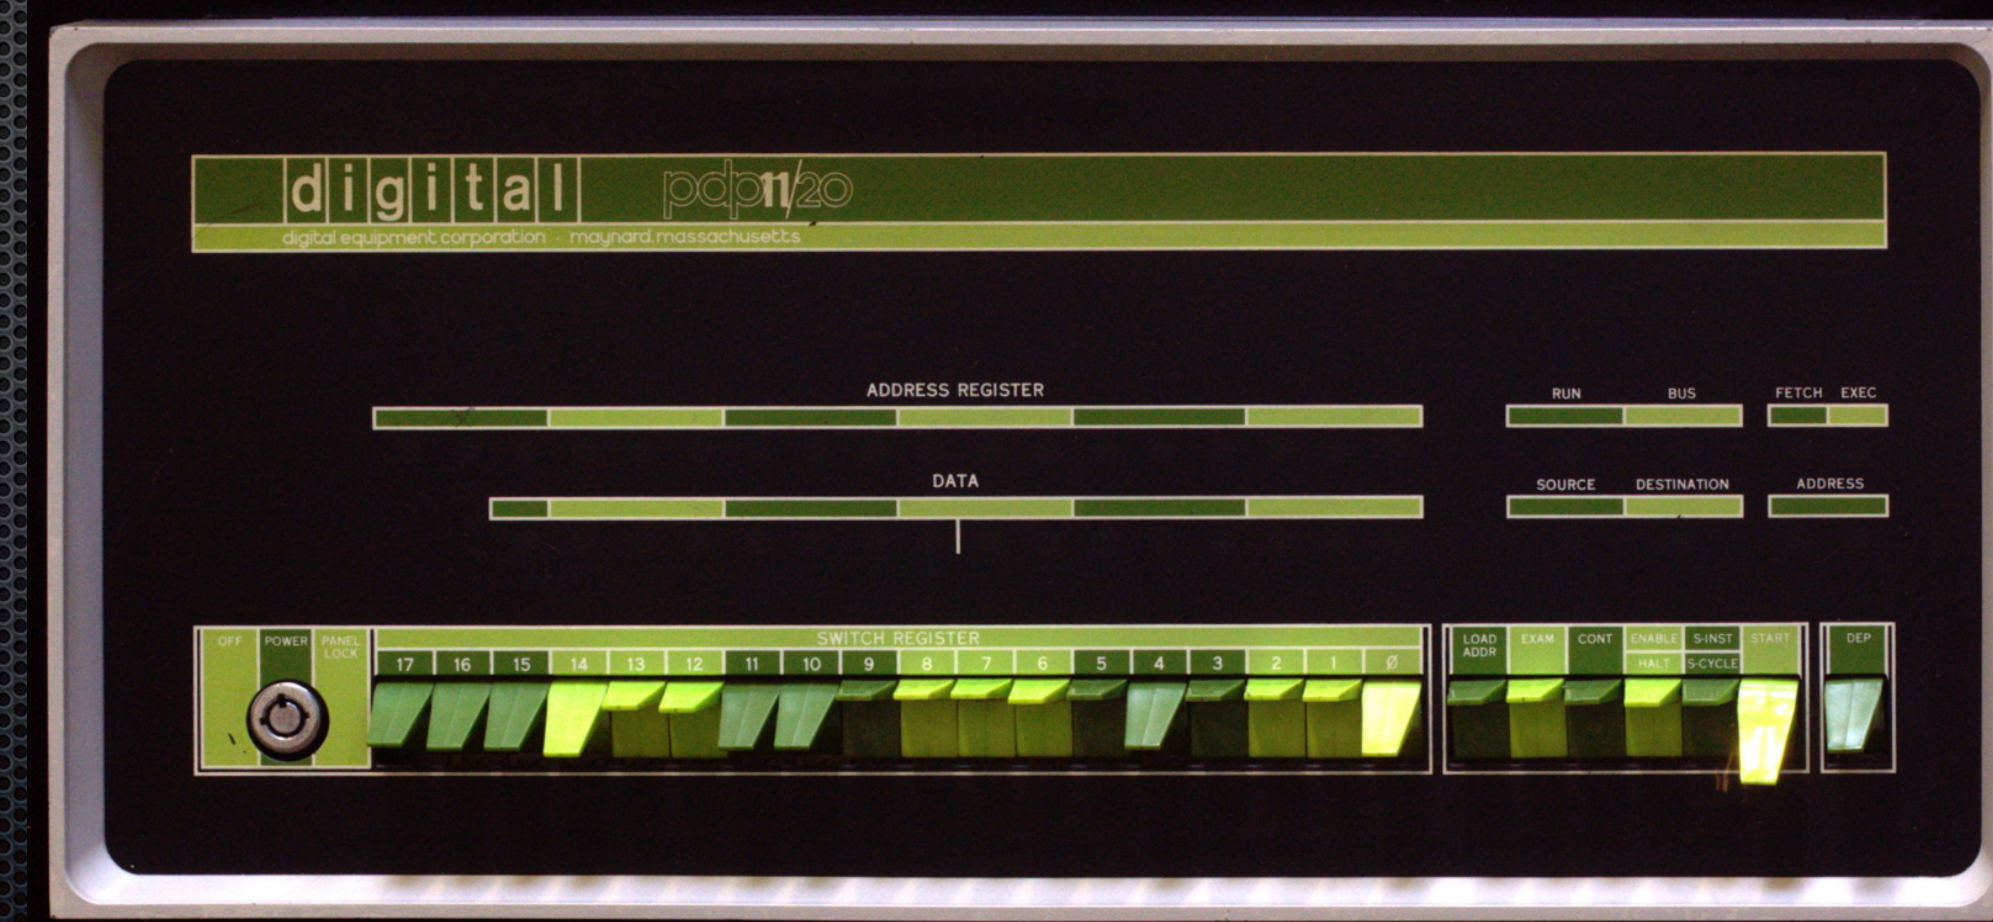 digital pdp11/20
digital equipment corporation · maynard, massachusetts
ADDRESS REGISTER
RUN BUS FETCH EXEC
DATA
SOURCE DESTINATION ADDRESS
OFF POWER PANEL LOCK
SWITCH REGISTER
17 16 15 14 13 12 11 10 9 8 7 6 5 4 3 2 1 Ø
LOAD ADDR EXAM CONT ENABLE S-INST START DEP
HALT S-CYCLE